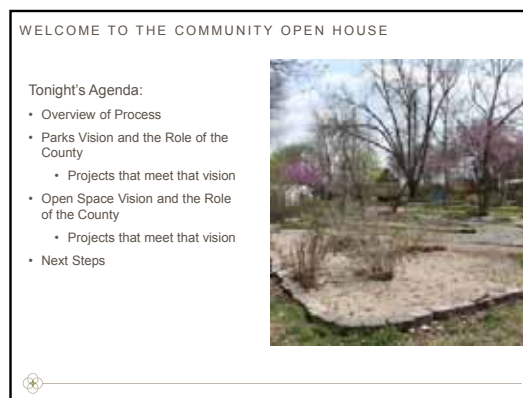 WELCOME TO THE COMMUNITY OPEN HOUSE
Tonight's Agenda:
• Overview of Process
• Parks Vision and the Role of the
County
• Projects that meet that vision
• Open Space Vision and the Role
of the County
• Projects that meet that vision
• Next Steps